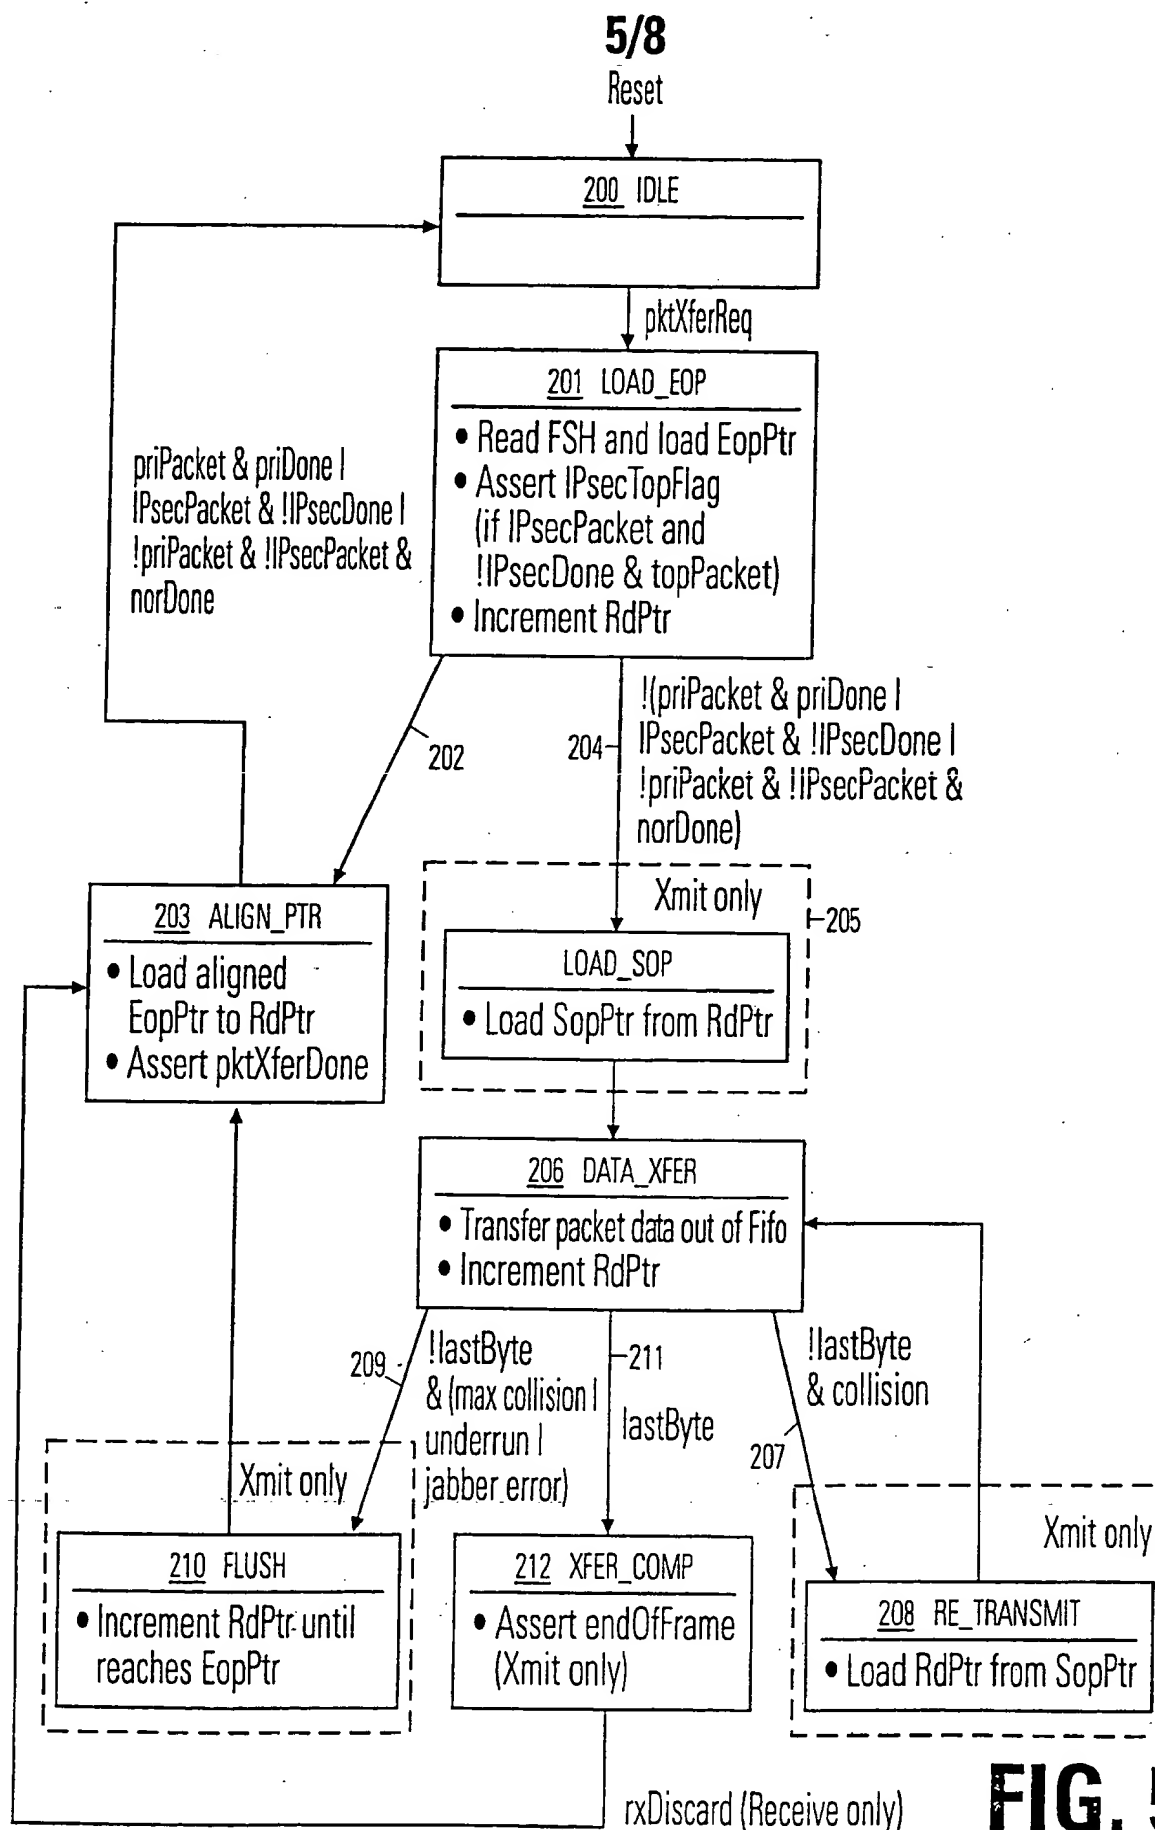 5/8
Reset
200 IDLE
pktXferReq
201 LOAD_EOP
• Read FSH and load EopPtr
• Assert IPsecTopFlag
(if IPsecPacket and
!IPsecDone & topPacket)
• Increment RdPtr
priPacket & priDone |
IPsecPacket & !IPsecDone |
!priPacket & !IPsecPacket &
norDone
202
204
!(priPacket & priDone |
IPsecPacket & !IPsecDone |
!priPacket & !IPsecPacket &
norDone)
203 ALIGN_PTR
• Load aligned
EopPtr to RdPtr
• Assert pktXferDone
Xmit only
205
LOAD_SOP
• Load SopPtr from RdPtr
206 DATA_XFER
• Transfer packet data out of Fifo
• Increment RdPtr
209
!lastByte
& (max collision |
underrun |
jabber error)
211
lastByte
!lastByte
& collision
207
Xmit only
210 FLUSH
• Increment RdPtr until
reaches EopPtr
212 XFER_COMP
• Assert endOfFrame
(Xmit only)
Xmit only
208 RE_TRANSMIT
• Load RdPtr from SopPtr
rxDiscard (Receive only)
FIG. 5